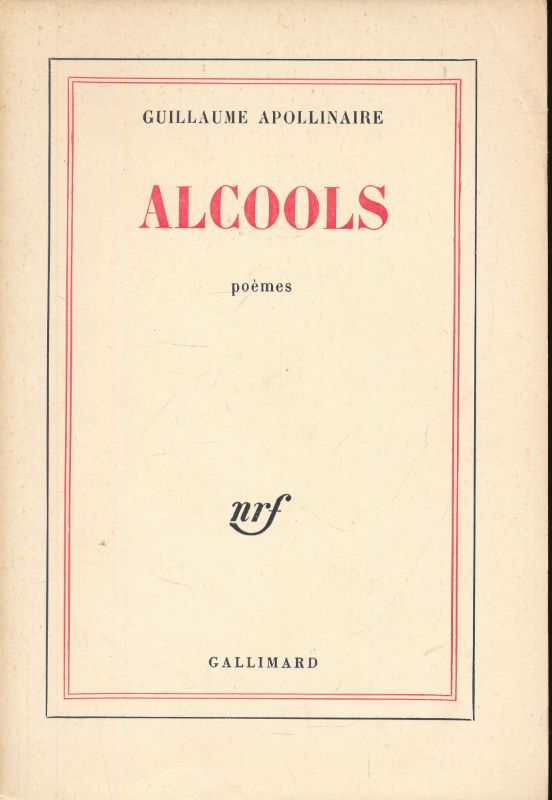 GUILLAUME APOLLINAIRE
ALCOOLS
poèmes
nrf
GALLIMARD